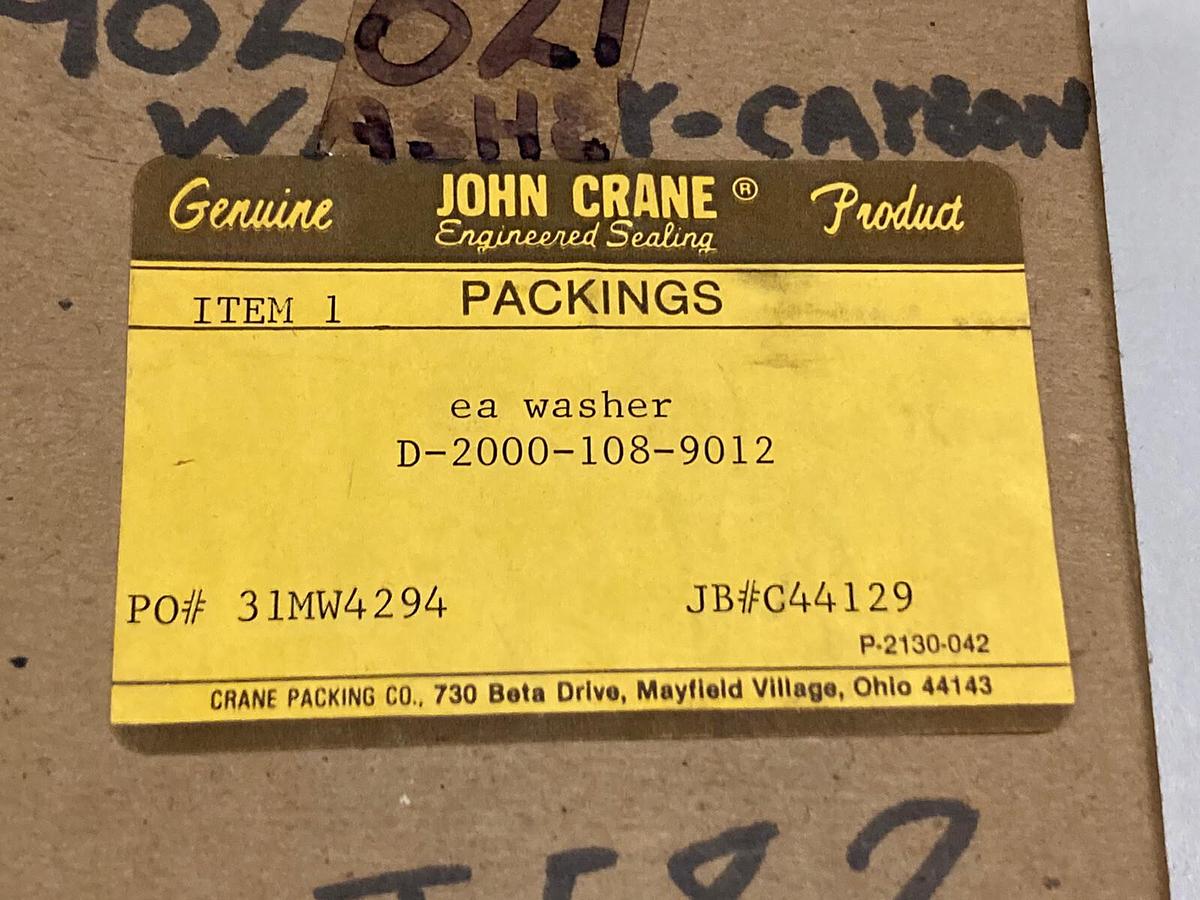 WASHER-CARBON
Genuine JOHN CRANE ® Product
Engineered Sealing
ITEM 1 PACKINGS
ea washer
D-2000-108-9012
PO# 31MW4294 JB#C44129
P-2130-042
CRANE PACKING CO., 730 Beta Drive, Mayfield Village, Ohio 44143